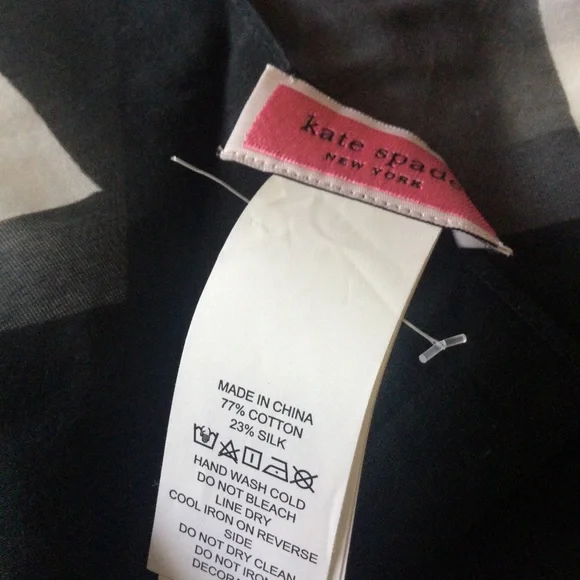 kate spade
NEW YORK
MADE IN CHINA
77% COTTON
23% SILK
HAND WASH COLD
DO NOT BLEACH
LINE DRY
COOL IRON ON REVERSE
SIDE
DO NOT DRY CLEAN
DO NOT IRON
DECORA